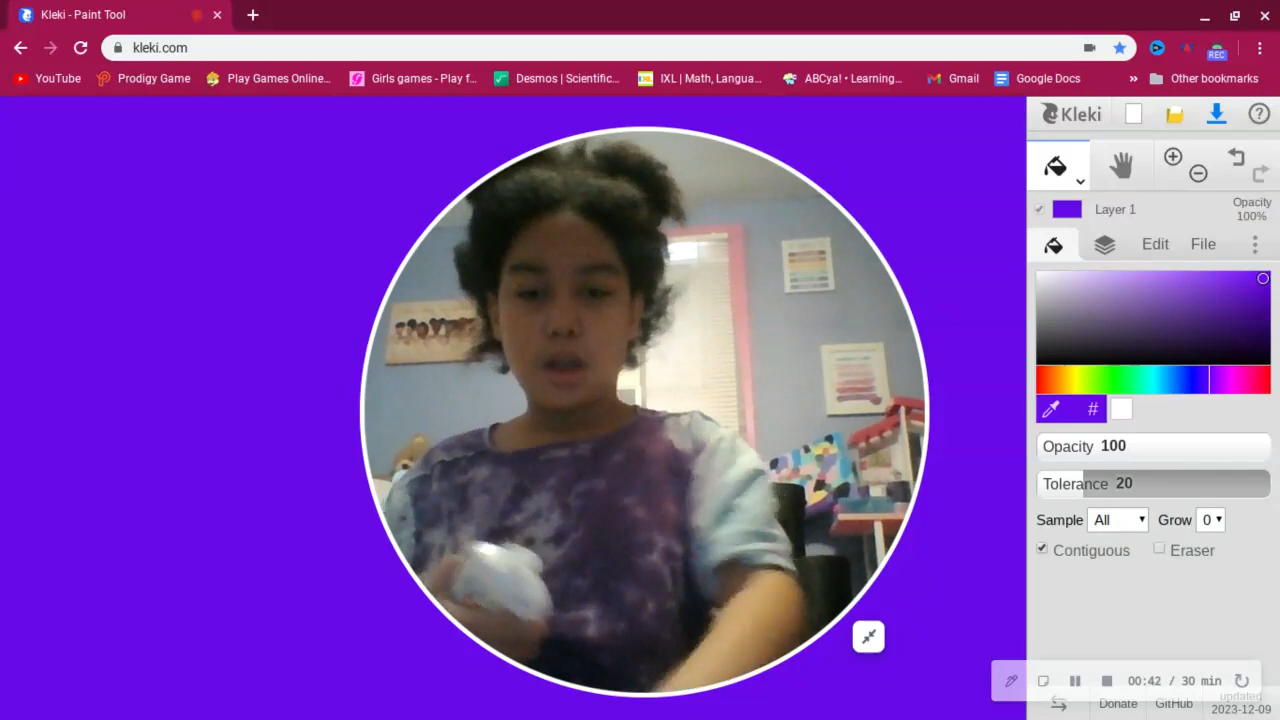 Kleki - Paint Tool
kleki.com
REC
YouTube
Prodigy Game
Play Games Online...
Girls games - Play f...
Desmos | Scientific...
IXL | Math, Langua...
ABCya! • Learning...
Gmail
Google Docs
»
Other bookmarks
Kleki
Layer 1
Opacity
100%
Edit
File
#
Opacity 100
Tolerance 20
Sample All Grow 0
Contiguous
Eraser
00:42 / 30 min
Donate
GitHub
updated
2023-12-09